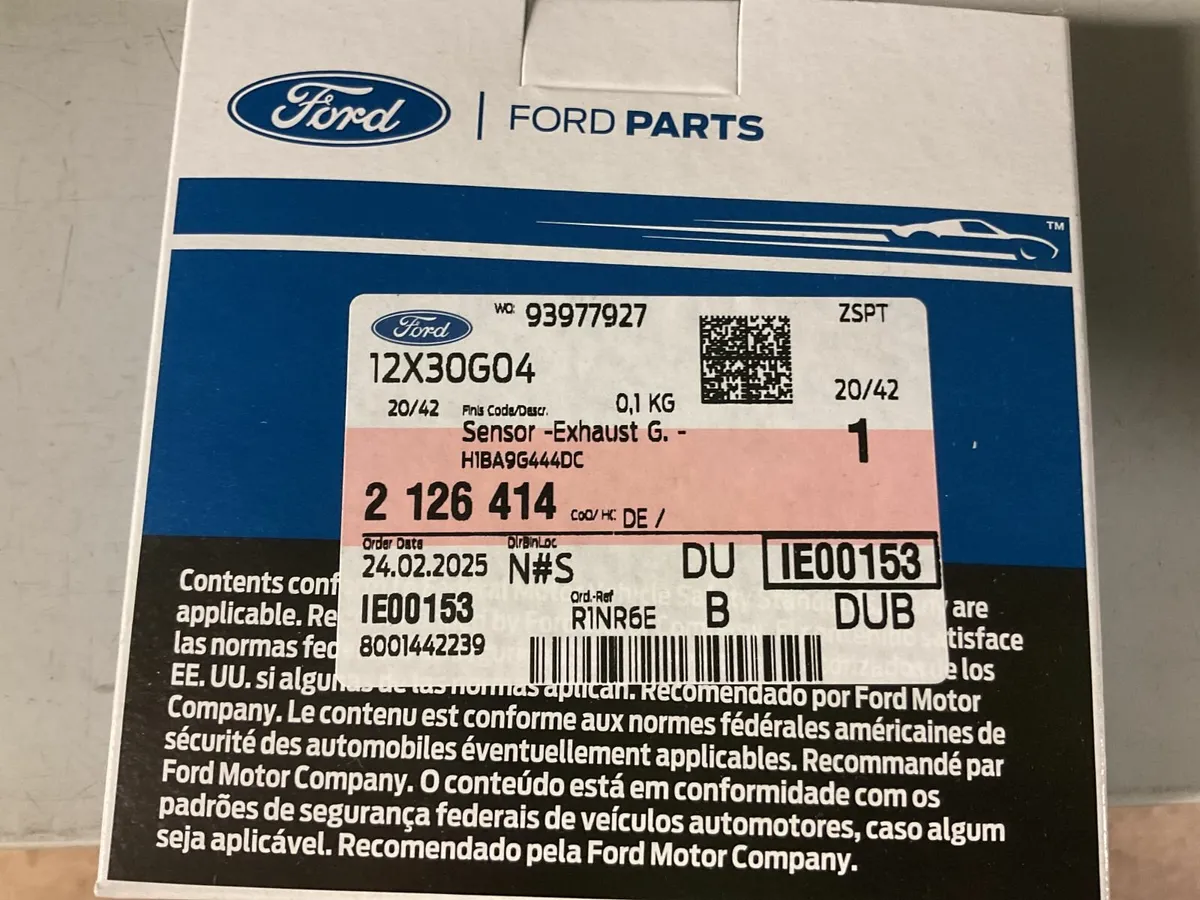 Ford | FORD PARTS
TM
Ford WO: 93977927 ZSPT
12X30G04
20/42 Finis Code/Descr. 0,1 KG 20/42
Sensor -Exhaust G. - 1
H1BA9G444DC
2 126 414 CoO/ HC: DE /
Order Date DlrBinLoc
24.02.2025 N#S DU IE00153
IE00153 Ord.-Ref R1NR6E B DUB
8001442239
Contents conf
applicable. Re are
las normas fed satisface
EE. UU. si algunas de las normas aplican. Recomendado por Ford Motor
Company. Le contenu est conforme aux normes fédérales américaines de
sécurité des automobiles éventuellement applicables. Recommandé par
Ford Motor Company. O conteúdo está em conformidade com os
padrões de segurança federais de veículos automotores, caso algum
seja aplicável. Recomendado pela Ford Motor Company.